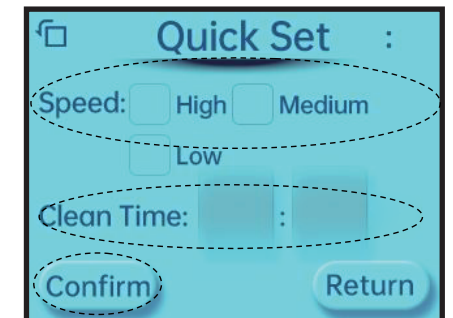 Quick Set :
Speed: High Medium
Low
Clean Time: :
Confirm Return